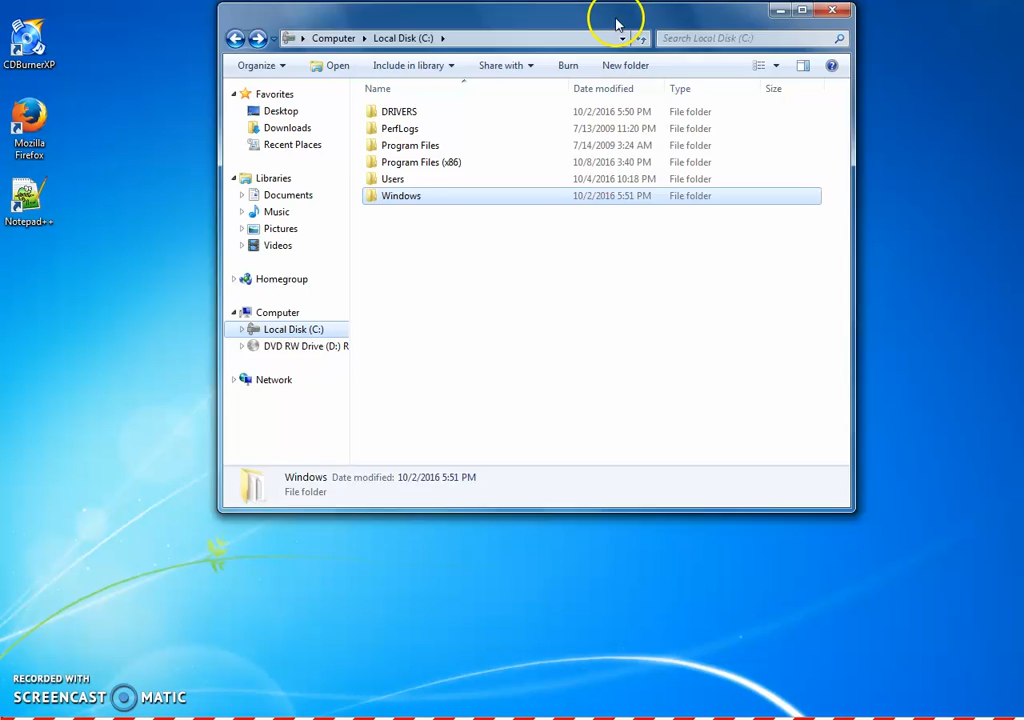 CDBurnerXP
Mozilla
Firefox
Notepad++
Computer
Local Disk (C:)
Search Local Disk (C:)
Organize
Open
Include in library
Share with
Burn
New folder
Name
Date modified
Type
Size
Favorites
Desktop
Downloads
Recent Places
Libraries
Documents
Music
Pictures
Videos
Homegroup
Computer
Local Disk (C:)
DVD RW Drive (D:) R
Network
DRIVERS 10/2/2016 5:50 PM File folder
PerfLogs 7/13/2009 11:20 PM File folder
Program Files 7/14/2009 3:24 AM File folder
Program Files (x86) 10/8/2016 3:40 PM File folder
Users 10/4/2016 10:18 PM File folder
Windows 10/2/2016 5:51 PM File folder
Windows Date modified: 10/2/2016 5:51 PM
File folder
RECORDED WITH
SCREENCAST MATIC